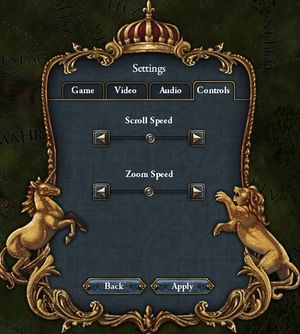 Settings
Game Video Audio Controls
Scroll Speed
Zoom Speed
Back Apply